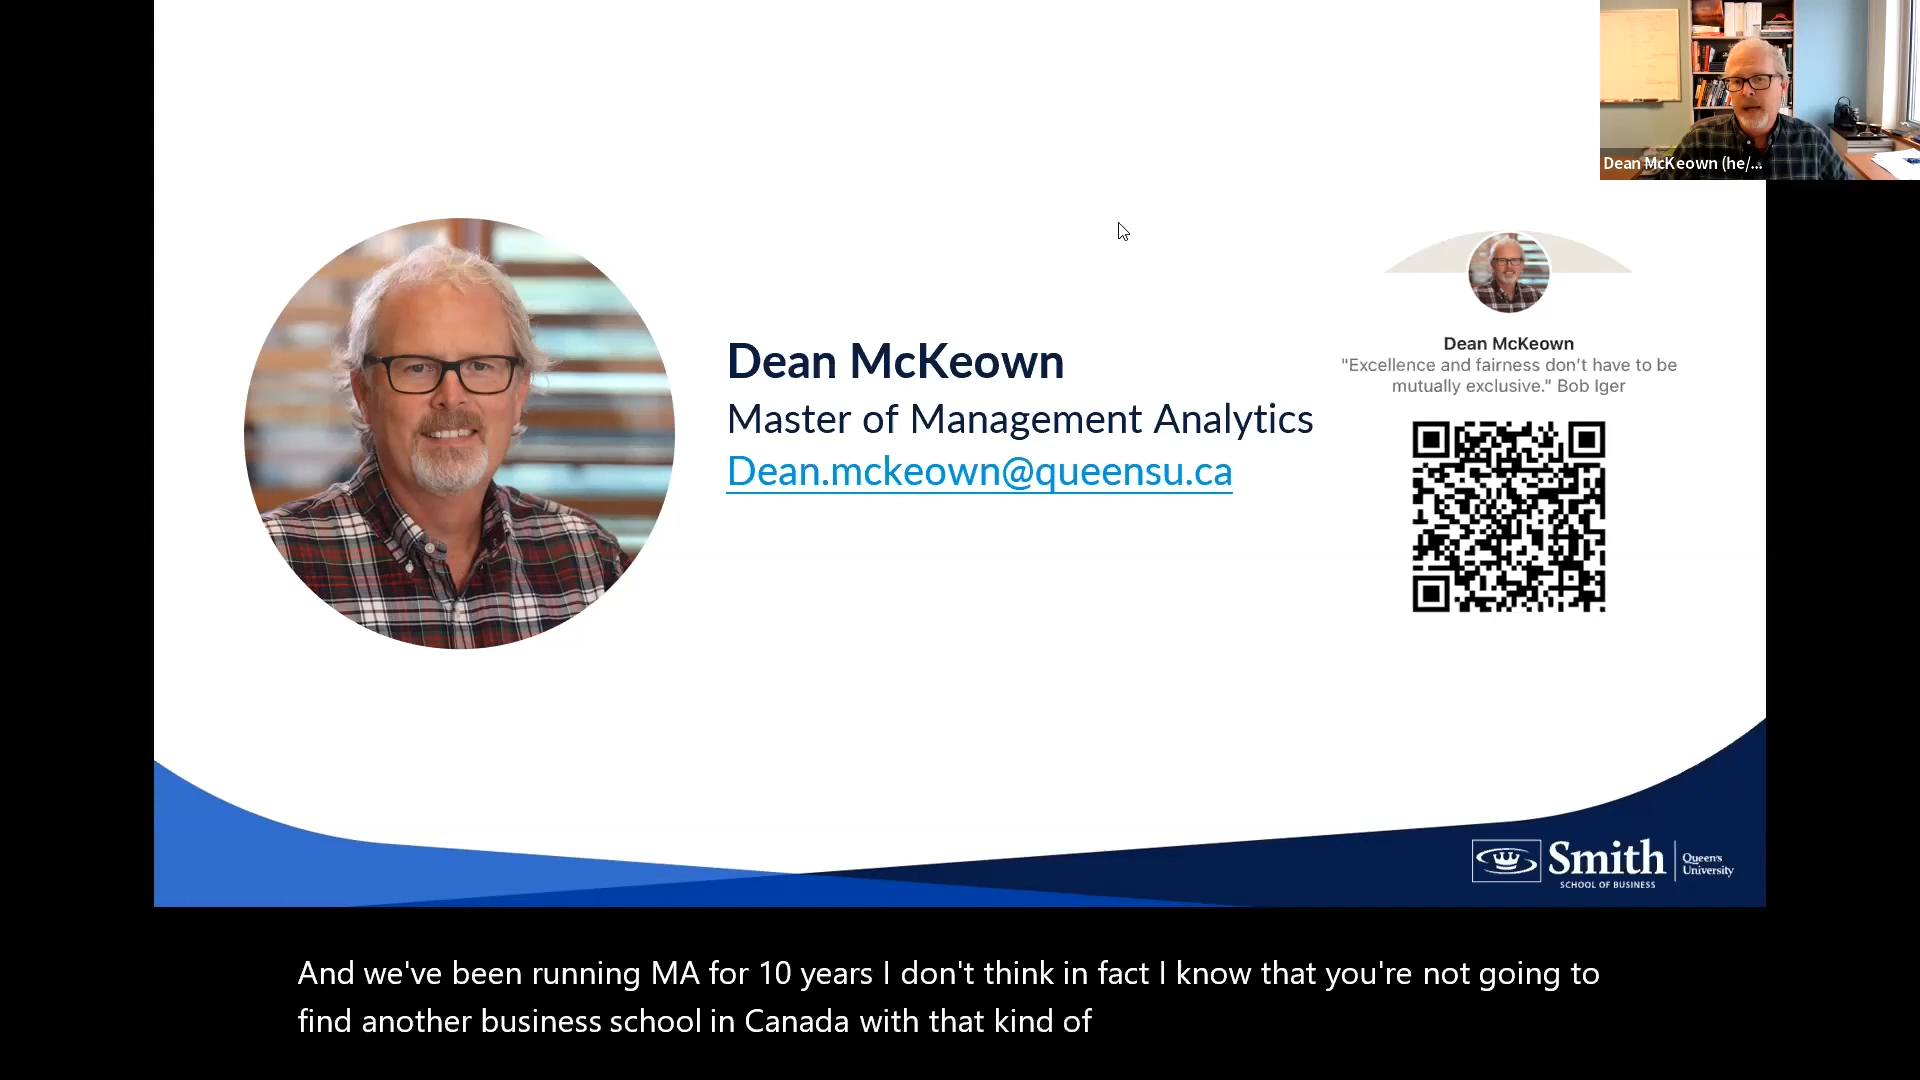 Dean McKeown (he/...
Dean McKeown
Master of Management Analytics
Dean.mckeown@queensu.ca
Dean McKeown
"Excellence and fairness don't have to be
mutually exclusive." Bob Iger
Smith
SCHOOL OF BUSINESS
Queen's
University
And we've been running MA for 10 years I don't think in fact I know that you're not going to
find another business school in Canada with that kind of